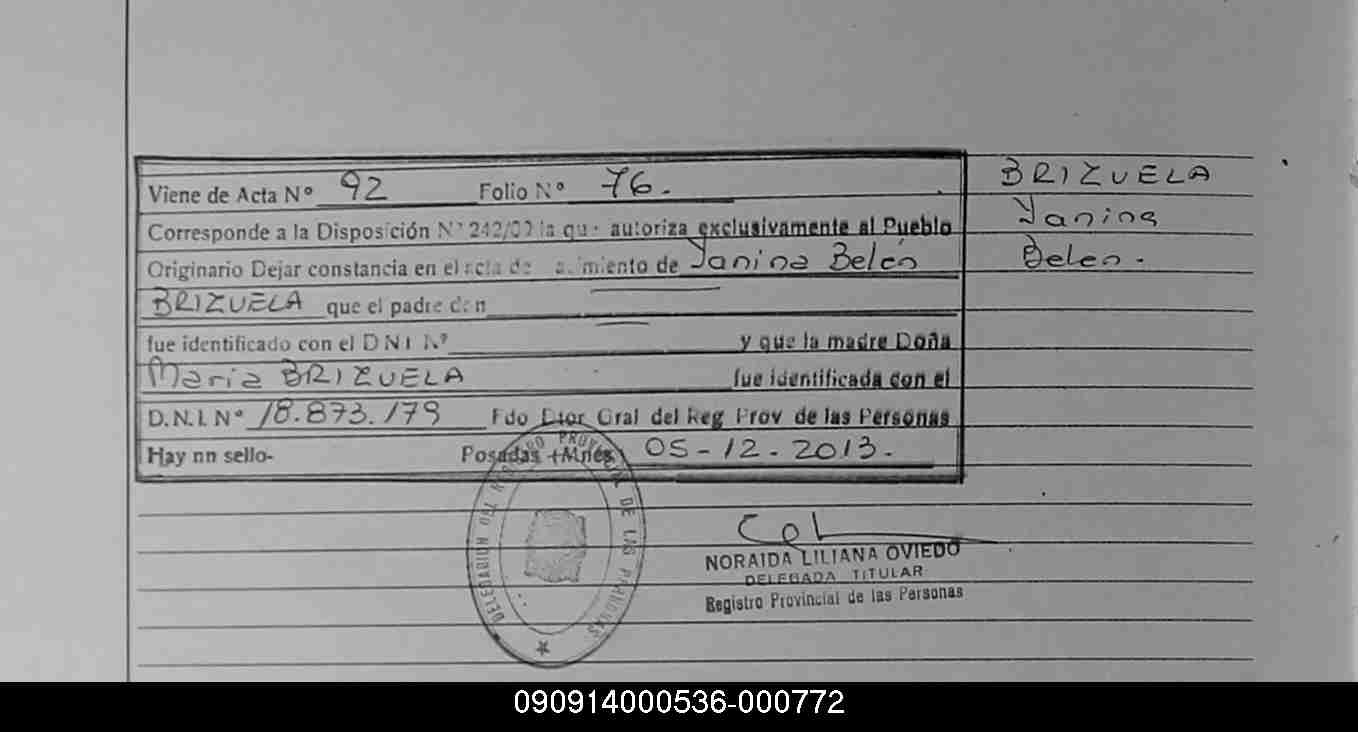 Viene de Acta N° 92 Folio N° 76.
Corresponde a la Disposición N° 242/00 la que autoriza exclusivamente al Pueblo
Originario Dejar constancia en el acta de nacimiento de Yanina Belén
BRIZUELA que el padre don
fue identificado con el DNI N°
y que la madre Doña
Maria BRIZUELA fue identificada con el
D.N.I. N° 18.873.179 Fdo Dtor Gral del Reg Prov de las Personas
Hay nn sello- Posadas +Mnes 05-12-2013.
BRIZUELA
Yanina
Belen.
DELEGACION DEL REGISTRO PROVINCIAL DE LAS PERSONAS
NORAIDA LILIANA OVIEDO
DELEGADA TITULAR
Registro Provincial de las Personas
090914000536-000772